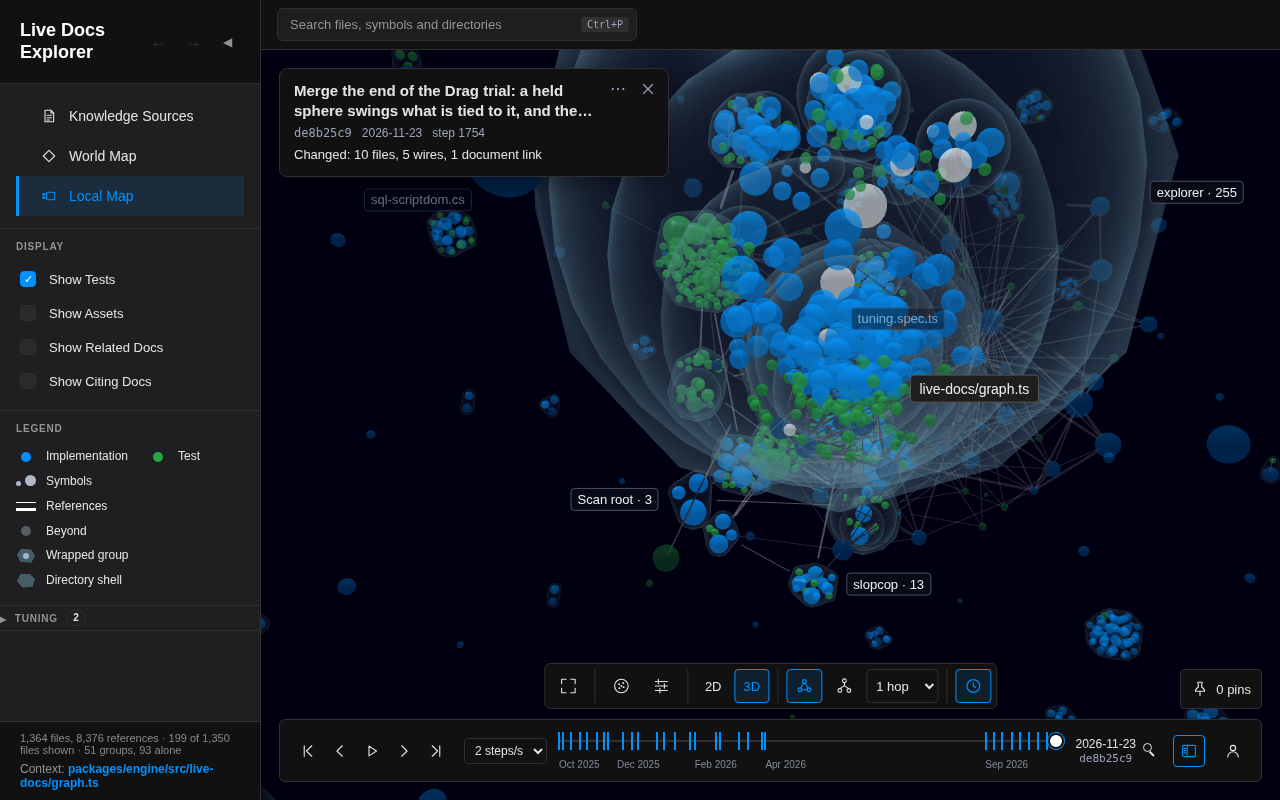 Live Docs
Explorer
Search files, symbols and directories
Ctrl+P
Knowledge Sources
World Map
Local Map
DISPLAY
Show Tests
Show Assets
Show Related Docs
Show Citing Docs
LEGEND
Implementation
Test
Symbols
References
Beyond
Wrapped group
Directory shell
TUNING 2
1,364 files, 8,376 references · 199 of 1,350
files shown · 51 groups, 93 alone
Context: packages/engine/src/live-
docs/graph.ts
Merge the end of the Drag trial: a held
sphere swings what is tied to it, and the…
de8b25c9 2026-11-23 step 1754
Changed: 10 files, 5 wires, 1 document link
sql-scriptdom.cs
explorer · 255
tuning.spec.ts
live-docs/graph.ts
Scan root · 3
slopcop · 13
2D
3D
1 hop
0 pins
2 steps/s
Oct 2025
Dec 2025
Feb 2026
Apr 2026
Sep 2026
2026-11-23
de8b25c9